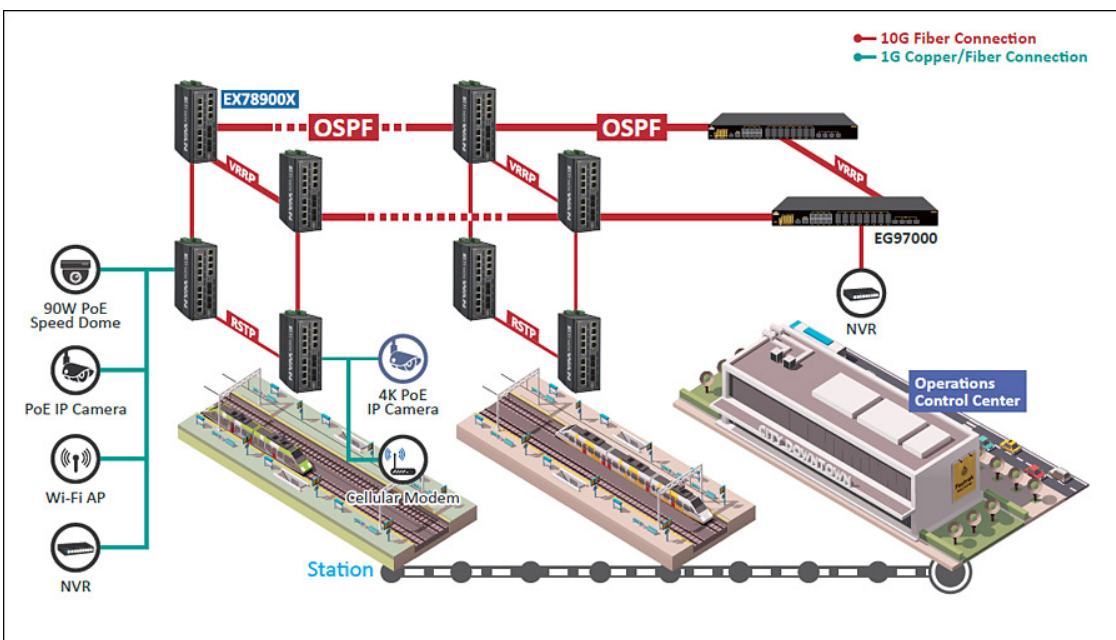 10G Fiber Connection
1G Copper/Fiber Connection
EX78900X
OSPF
OSPF
VRRP
VRRP
VRRP
EG97000
90W PoE
Speed Dome
RSTP
RSTP
NVR
PoE IP Camera
4K PoE
IP Camera
Operations
Control Center
CITY DOWNTOWN
Wi-Fi AP
Cellular Modem
NVR
Station